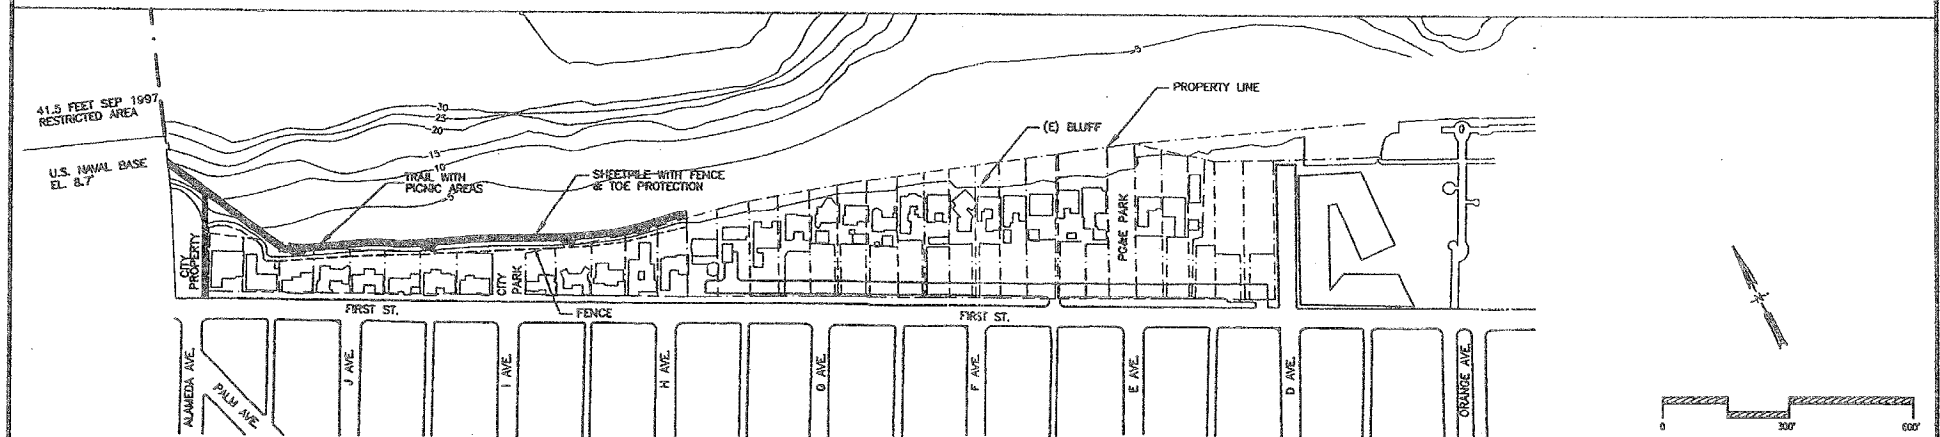 41.5 FEET SEP 1997
RESTRICTED AREA
U.S. NAVAL BASE
EL. 8.7'
-30
-25
-20
-15
-10
-5
-5
TRAIL WITH
PICNIC AREAS
SHEETPILE WITH FENCE
& TOE PROTECTION
(E) BLUFF
PROPERTY LINE
CITY
PROPERTY
CITY
PARK
PG&E PARK
FIRST ST.
FENCE
FIRST ST.
ALAMEDA AVE.
PALM AVE.
J AVE.
I AVE.
H AVE.
G AVE.
F AVE.
E AVE.
D AVE.
ORANGE AVE.
0
300'
600'